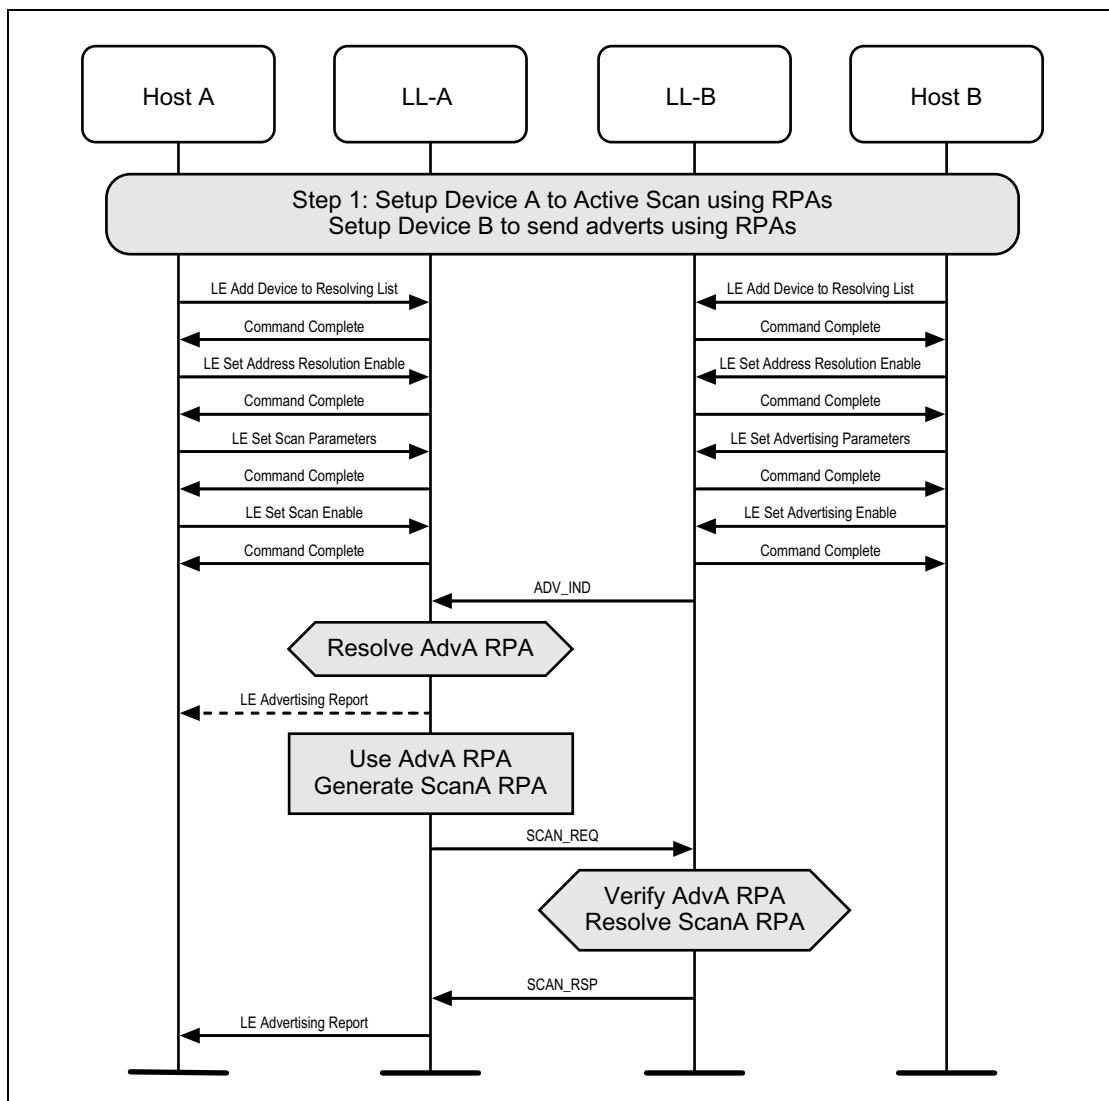 Host A
LL-A
LL-B
Host B
Step 1: Setup Device A to Active Scan using RPAs
Setup Device B to send adverts using RPAs
LE Add Device to Resolving List
LE Add Device to Resolving List
Command Complete
Command Complete
LE Set Address Resolution Enable
LE Set Address Resolution Enable
Command Complete
Command Complete
LE Set Scan Parameters
LE Set Advertising Parameters
Command Complete
Command Complete
LE Set Scan Enable
LE Set Advertising Enable
Command Complete
Command Complete
ADV_IND
Resolve AdvA RPA
LE Advertising Report
Use AdvA RPA
Generate ScanA RPA
SCAN_REQ
Verify AdvA RPA
Resolve ScanA RPA
SCAN_RSP
LE Advertising Report